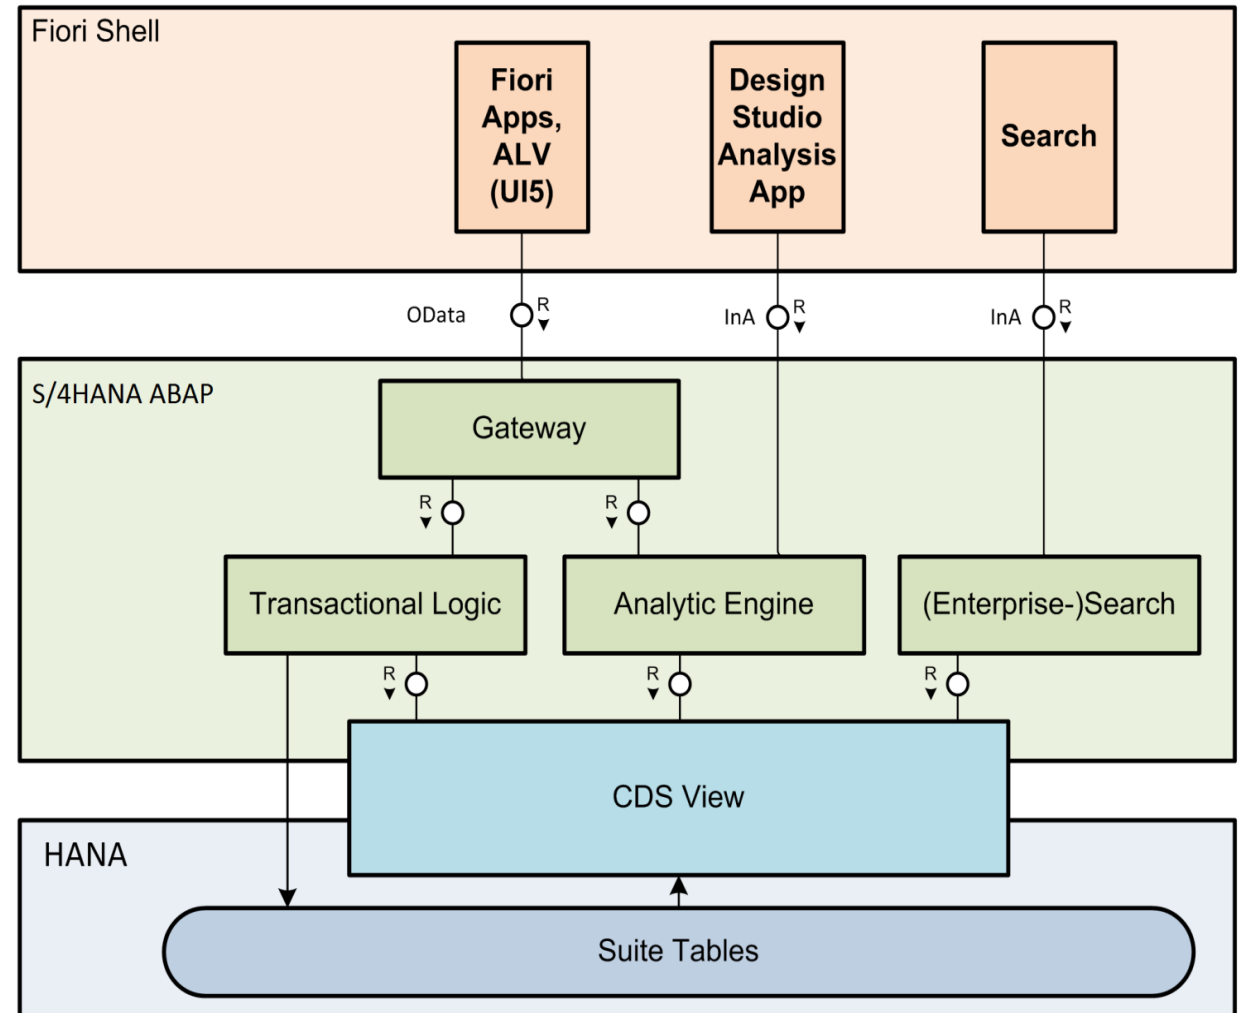 Fiori Shell
Fiori
Apps,
ALV
(UI5)
Design
Studio
Analysis
App
Search
OData
R
InA
R
InA
R
S/4HANA ABAP
Gateway
R
R
Transactional Logic
Analytic Engine
(Enterprise-)Search
R
R
R
CDS View
HANA
Suite Tables